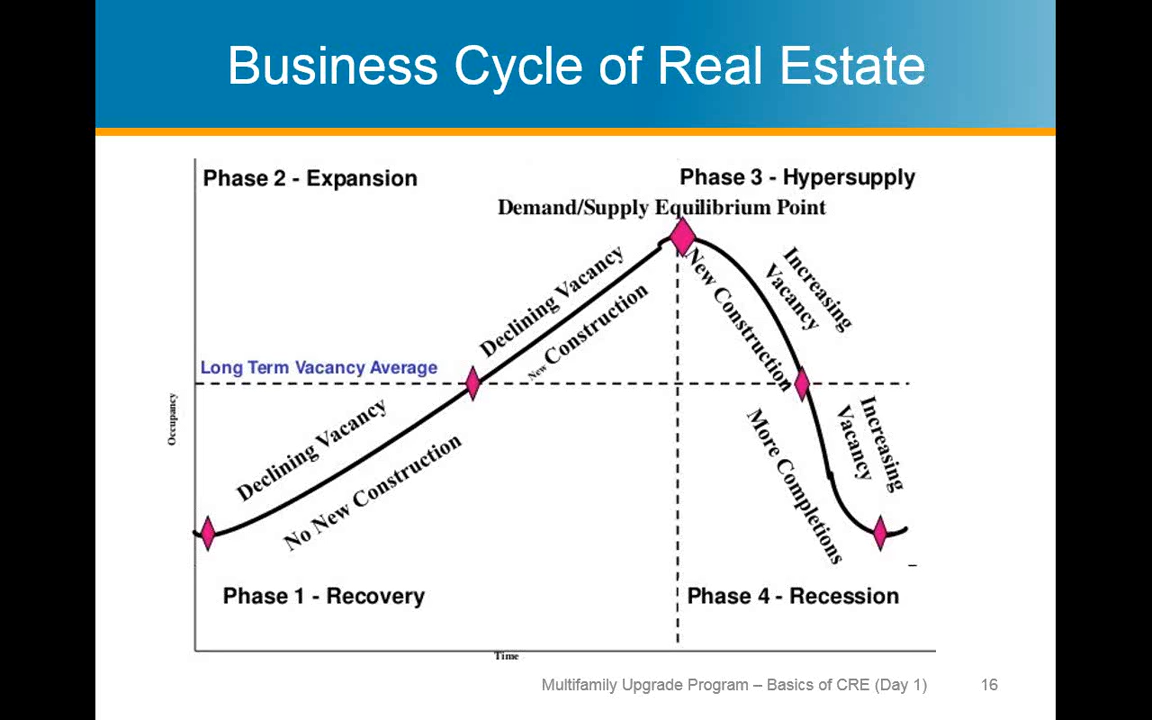 Business Cycle of Real Estate
Phase 2 - Expansion
Phase 3 - Hypersupply
Demand/Supply Equilibrium Point
Declining Vacancy
New Construction
New Construction
Increasing
Vacancy
Long Term Vacancy Average
Occupancy
Declining Vacancy
No New Construction
More Completions
Increasing
Vacancy
Phase 1 - Recovery
Phase 4 - Recession
Time
Multifamily Upgrade Program – Basics of CRE (Day 1)
16